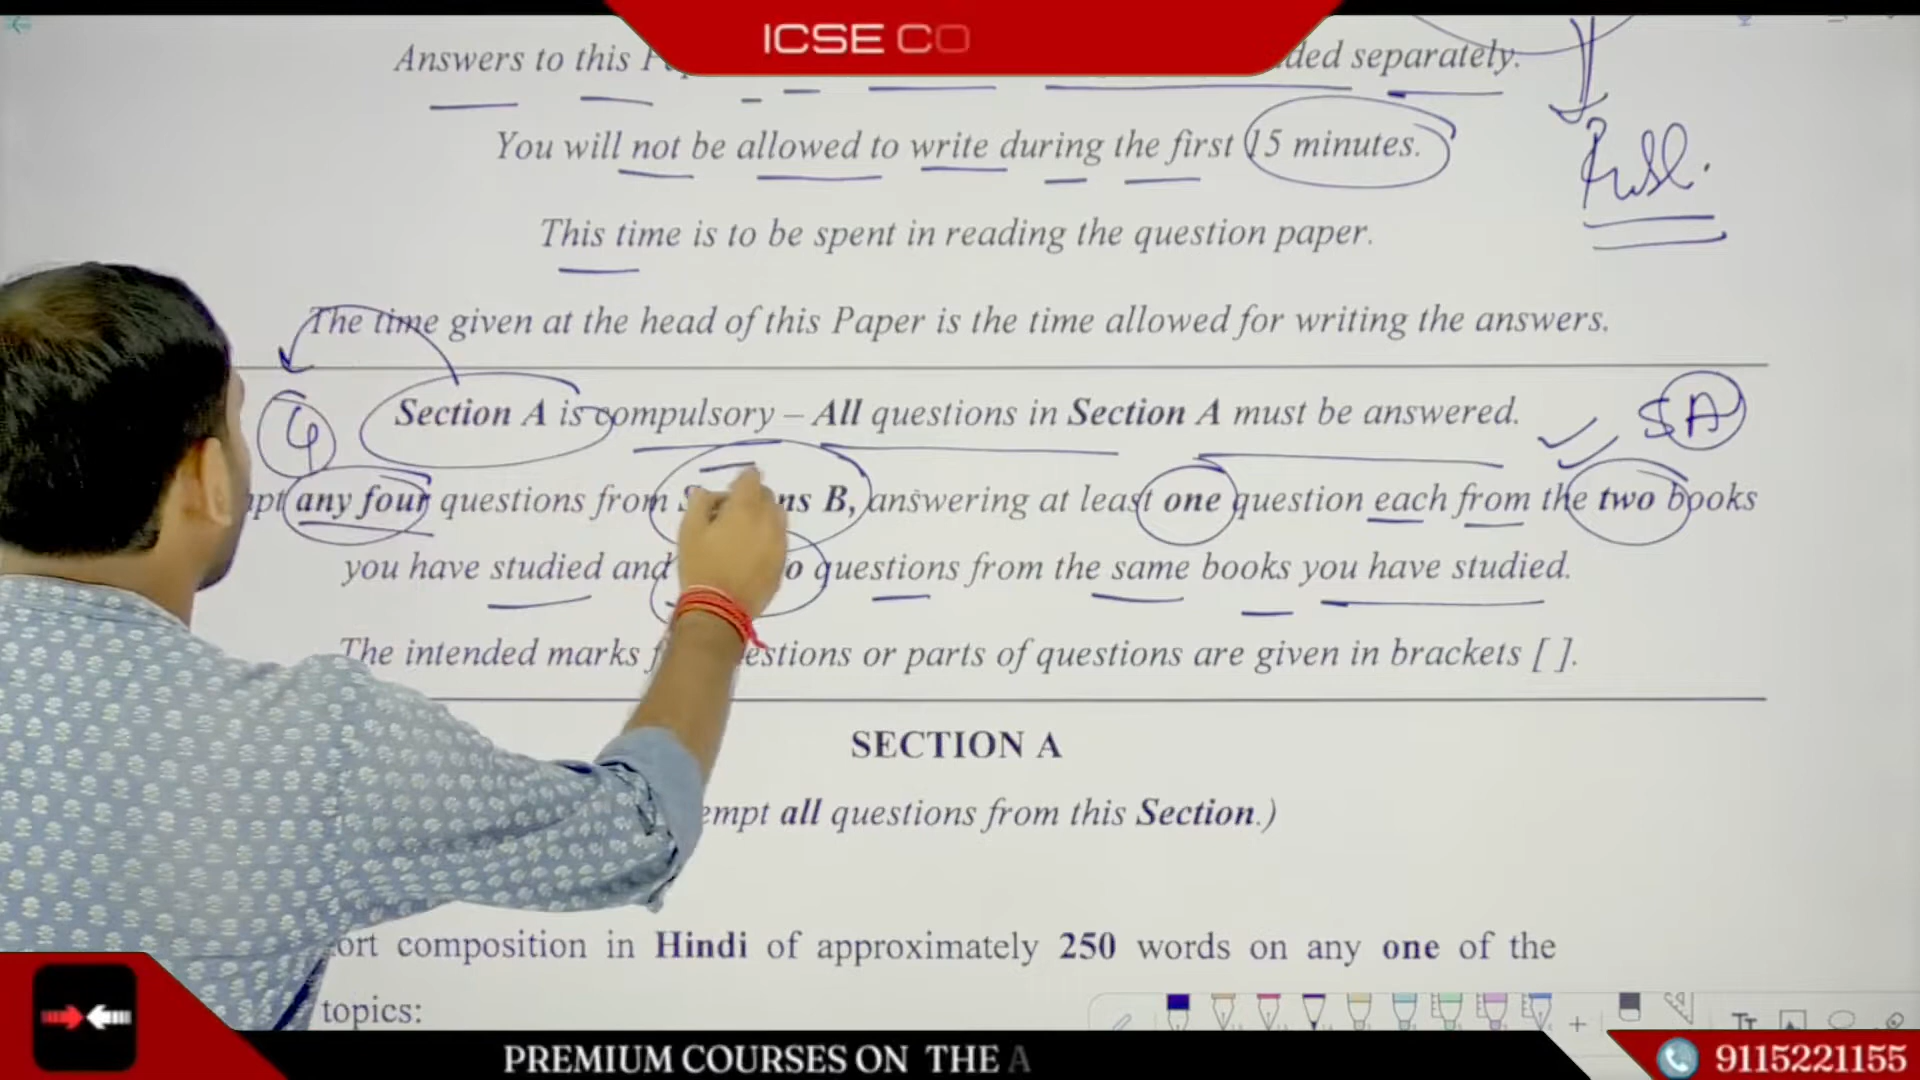 ICSE CO
Answers to this ded separately.
You will not be allowed to write during the first 15 minutes.
This time is to be spent in reading the question paper.
The time given at the head of this Paper is the time allowed for writing the answers.
4
Section A is compulsory – All questions in Section A must be answered.
SA
pt any four questions from S ns B, answering at least one question each from the two books
you have studied and o questions from the same books you have studied.
The intended marks f estions or parts of questions are given in brackets [ ].
SECTION A
empt all questions from this Section.)
ort composition in Hindi of approximately 250 words on any one of the
topics:
PREMIUM COURSES ON THE A
9115221155